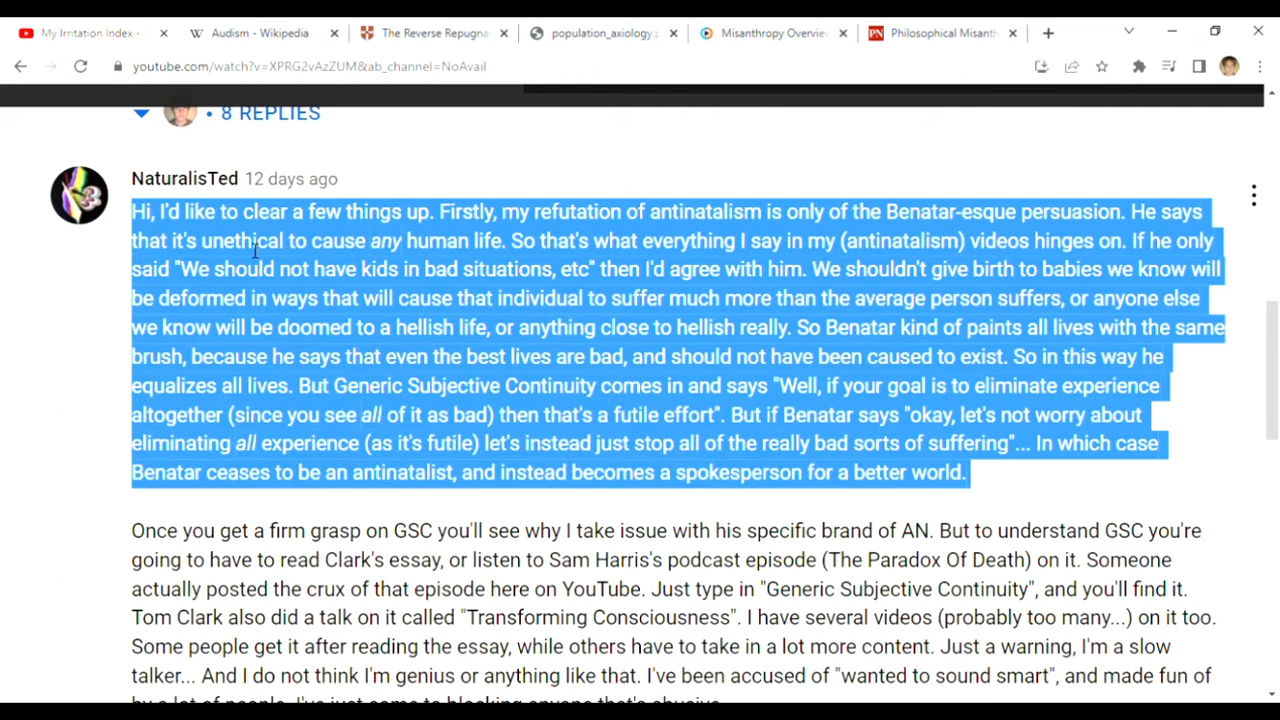 My Irritation Index -
Audism - Wikipedia
The Reverse Repugna
population_axiology.p
Misanthropy Overvie
Philosophical Misanth
youtube.com/watch?v=XPRG2vAzZUM&ab_channel=NoAvail
• 8 REPLIES
NaturalisTed 12 days ago
Hi, I'd like to clear a few things up. Firstly, my refutation of antinatalism is only of the Benatar-esque persuasion. He says
that it's unethical to cause any human life. So that's what everything I say in my (antinatalism) videos hinges on. If he only
said "We should not have kids in bad situations, etc" then I'd agree with him. We shouldn't give birth to babies we know will
be deformed in ways that will cause that individual to suffer much more than the average person suffers, or anyone else
we know will be doomed to a hellish life, or anything close to hellish really. So Benatar kind of paints all lives with the same
brush, because he says that even the best lives are bad, and should not have been caused to exist. So in this way he
equalizes all lives. But Generic Subjective Continuity comes in and says "Well, if your goal is to eliminate experience
altogether (since you see all of it as bad) then that's a futile effort". But if Benatar says "okay, let's not worry about
eliminating all experience (as it's futile) let's instead just stop all of the really bad sorts of suffering"... In which case
Benatar ceases to be an antinatalist, and instead becomes a spokesperson for a better world.
Once you get a firm grasp on GSC you'll see why I take issue with his specific brand of AN. But to understand GSC you're
going to have to read Clark's essay, or listen to Sam Harris's podcast episode (The Paradox Of Death) on it. Someone
actually posted the crux of that episode here on YouTube. Just type in "Generic Subjective Continuity", and you'll find it.
Tom Clark also did a talk on it called "Transforming Consciousness". I have several videos (probably too many...) on it too.
Some people get it after reading the essay, while others have to take in a lot more content. Just a warning, I'm a slow
talker... And I do not think I'm genius or anything like that. I've been accused of "wanted to sound smart", and made fun of
by a lot of people. I've just come to blocking anyone that's abusive.